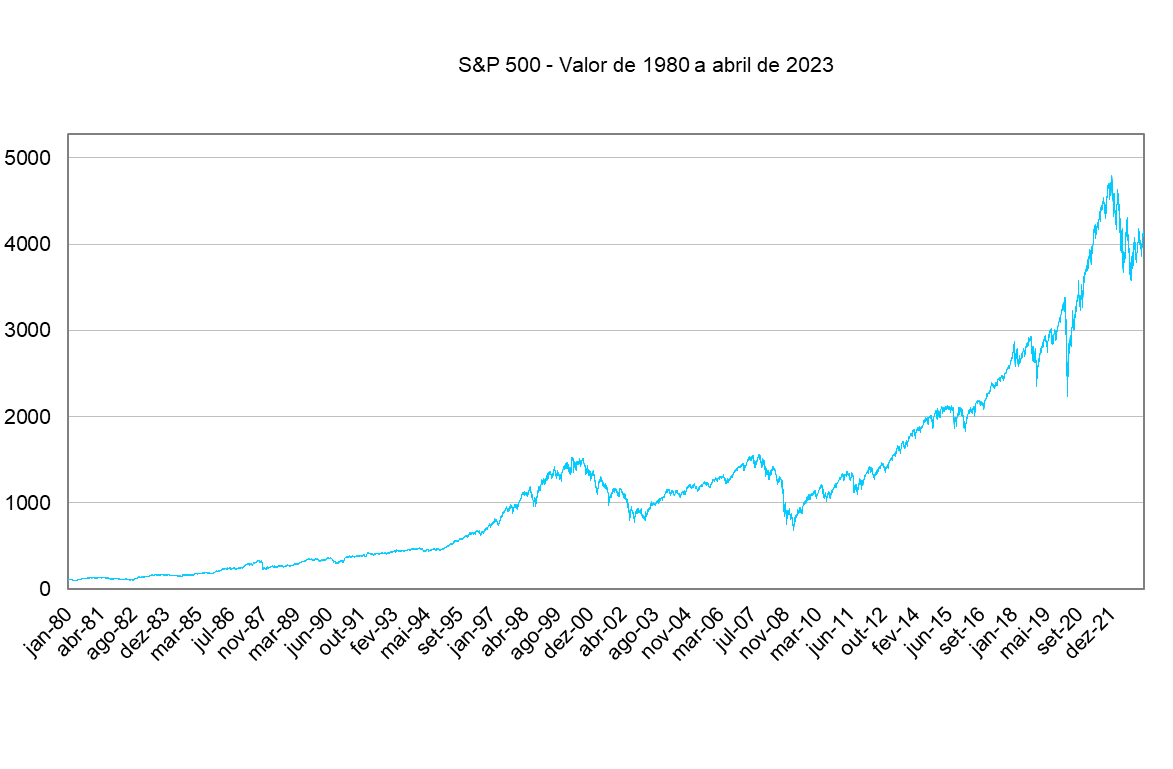 S&P 500 - Valor de 1980 a abril de 2023
5000
4000
3000
2000
1000
0
jan-80
abr-81
ago-82
dez-83
mar-85
jul-86
nov-87
mar-89
jun-90
out-91
fev-93
mai-94
set-95
jan-97
abr-98
ago-99
dez-00
abr-02
ago-03
nov-04
mar-06
jul-07
nov-08
mar-10
jun-11
out-12
fev-14
jun-15
set-16
jan-18
mai-19
set-20
dez-21